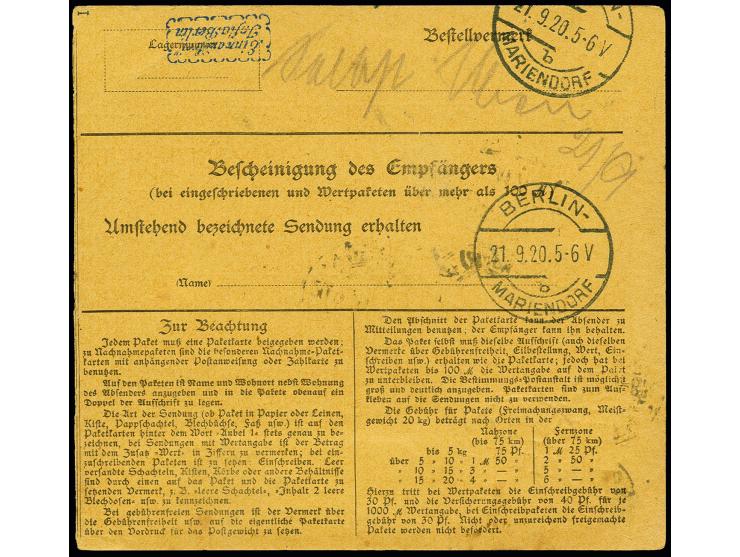 Lagernummer
Bestellvermerk
21.9.20.5-6 V
b
MARIENDORF
21/9
Bescheinigung des Empfängers
(bei eingeschriebenen und Wertpaketen über mehr als 100 M)
Umstehend bezeichnete Sendung erhalten
BERLIN-
21.9.20.5-6 V
b
MARIENDORF
(Name)
Zur Beachtung
Jedem Paket muß eine Paketkarte beigegeben werden;
zu Nachnahmepaketen sind die besonderen Nachnahme-Paket-
karten mit anhängender Postanweisung oder Zahlkarte zu
benutzen.
Auf den Paketen ist Name und Wohnort nebst Wohnung
des Absenders anzugeben und in die Pakete obenauf ein
Doppel der Aufschrift zu legen.
Die Art der Sendung (ob Paket in Papier oder Leinen,
Kiste, Pappschachtel, Blechbüchse, Faß usw.) ist auf den
Paketkarten hinter dem Wort »Anbei 1« stets genau zu be-
zeichnen, bei Sendungen mit Wertangabe ist der Betrag
mit den Zusatz »Wert« in Ziffern zu vermerken; bei ein-
zuschreibenden Paketen ist zu setzen: Einschreiben. Leer
versandte Schachteln, Kisten, Körbe oder andere Behältnisse
sind durch einen auf das Paket und die Paketkarte zu
setzenden Vermerk, z. B. »leere Schachtel«, »Inhalt 2 leere
Blechdosen« usw. zu kennzeichnen.
Bei gebührenfreien Sendungen ist der Vermerk über
die Gebührenfreiheit usw. auf die eigentliche Paketkarte
über den Vordruck für das Postgewicht zu setzen.
Den Abschnitt der Paketkarte kann der Absender zu
Mitteilungen benutzen; der Empfänger kann ihn behalten.
Das Paket selbst muß dieselbe Aufschrift (auch dieselben
Vermerke über Gebührenfreiheit, Eilbestellung, Wert, Ein-
schreiben usw.) erhalten wie die Paketkarte; jedoch hat bei
Wertpaketen bis 100 M die Wertangabe auf dem Paket
zu unterbleiben. Die Bestimmungs-Postanstalt ist möglichst
groß und deutlich anzugeben. Paketkarten sind zum Auf-
kleben auf die Sendungen nicht zu verwenden.
Die Gebühr für Pakete (Freimachungszwang, Meist-
gewicht 20 kg) beträgt nach Orten in der
Nahzone Fernzone
(bis 75 km) (über 75 km)
bis 5 kg 75 Pf. 1 M 25 Pf.
über 5 » 10 » 1 M 50 » 2 » 50 »
» 10 » 15 » 3 » — » 5 » — »
» 15 » 20 » 4 » — » 6 » — »
Hierzu tritt bei Wertpaketen die Einschreibgebühr von
30 Pf. und die Versicherungsgebühr von 40 Pf. für je
1000 M Wertangabe, bei Einschreibpaketen die Einschreib-
gebühr von 30 Pf. Nicht oder unzureichend freigemachte
Pakete werden nicht befördert.